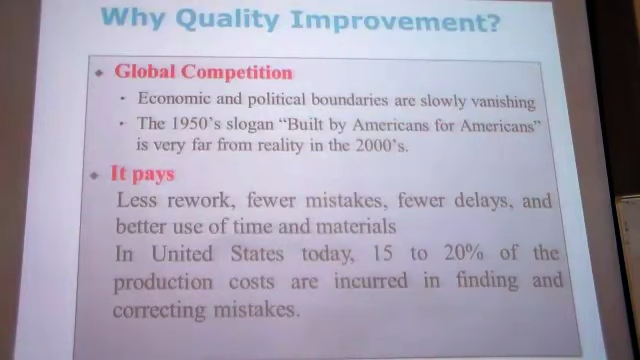 Why Quality Improvement?
Global Competition
Economic and political boundaries are slowly vanishing
The 1950's slogan "Built by Americans for Americans"
is very far from reality in the 2000's.
It pays
Less rework, fewer mistakes, fewer delays, and
better use of time and materials
In United States today, 15 to 20% of the
production costs are incurred in finding and
correcting mistakes.